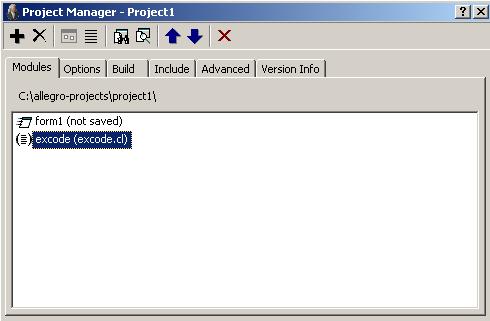 Project Manager - Project1
Modules Options Build Include Advanced Version Info
C:\allegro-projects\project1\
form1 (not saved)
excode (excode.cl)